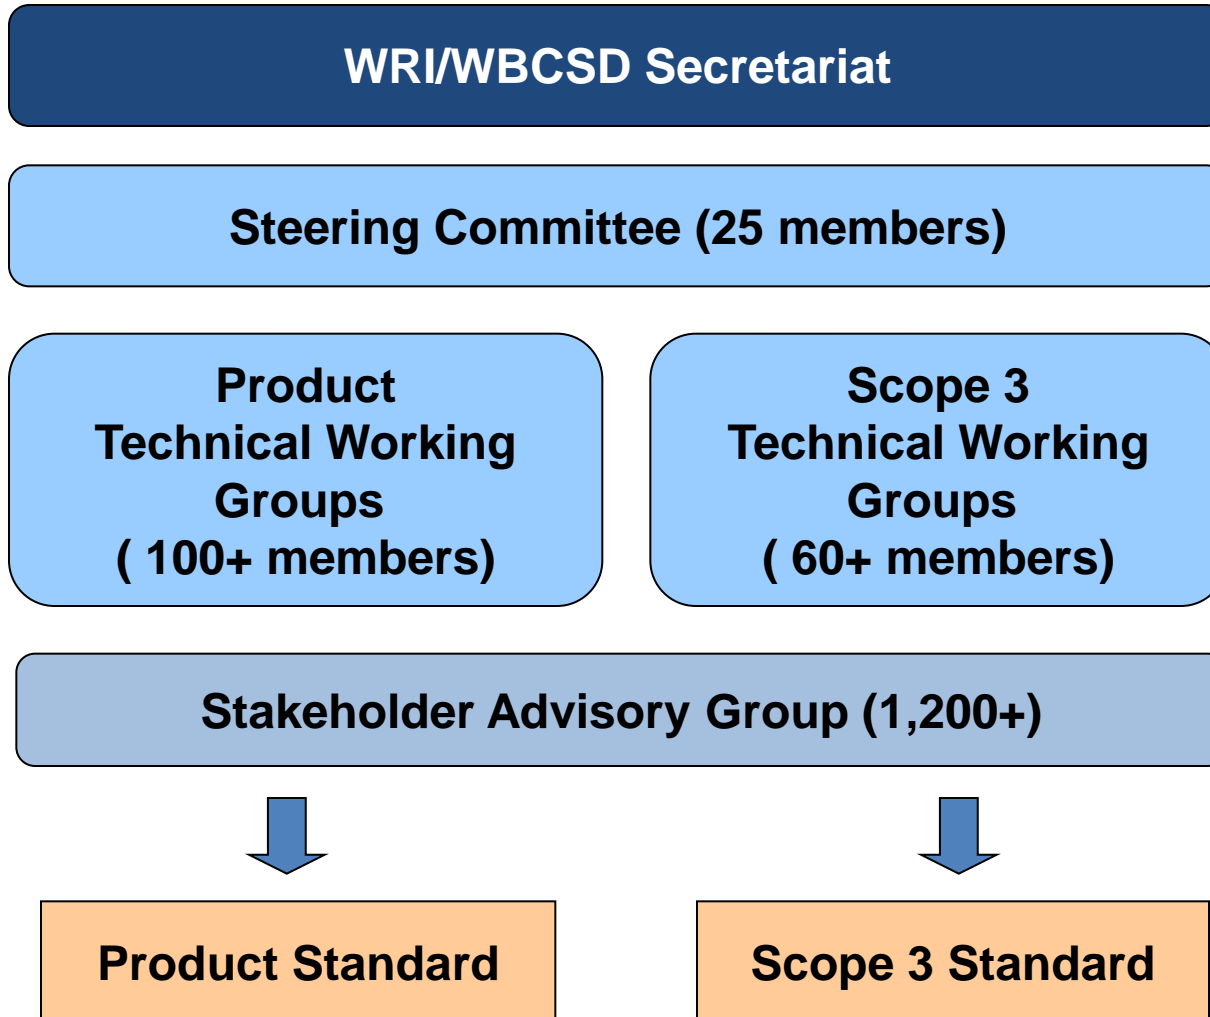 WRI/WBCSD Secretariat
Steering Committee (25 members)
Product
Technical Working
Groups
( 100+ members)
Scope 3
Technical Working
Groups
( 60+ members)
Stakeholder Advisory Group (1,200+)
Product Standard
Scope 3 Standard